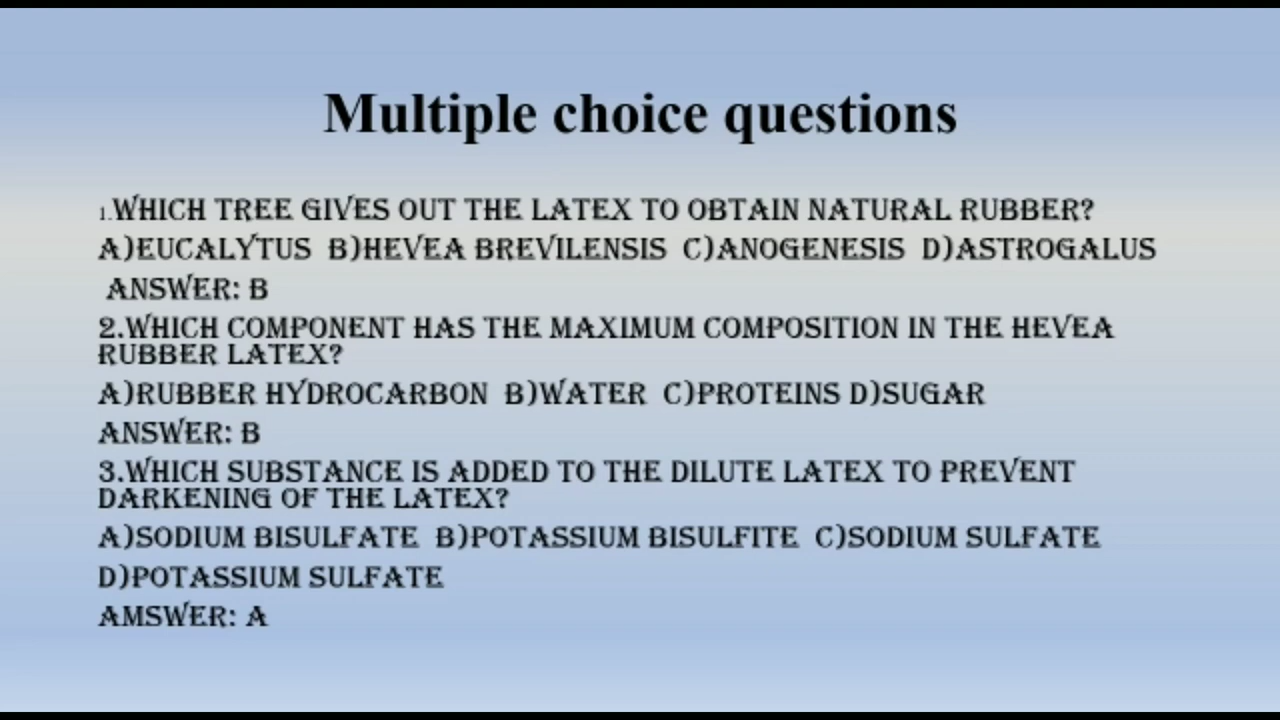 Multiple choice questions
1.WHICH TREE GIVES OUT THE LATEX TO OBTAIN NATURAL RUBBER?
A)EUCALYTUS B)HEVEA BREVILENSIS C)ANOGENESIS D)ASTROGALUS
ANSWER: B
2.WHICH COMPONENT HAS THE MAXIMUM COMPOSITION IN THE HEVEA
RUBBER LATEX?
A)RUBBER HYDROCARBON B)WATER C)PROTEINS D)SUGAR
ANSWER: B
3.WHICH SUBSTANCE IS ADDED TO THE DILUTE LATEX TO PREVENT
DARKENING OF THE LATEX?
A)SODIUM BISULFATE B)POTASSIUM BISULFITE C)SODIUM SULFATE
D)POTASSIUM SULFATE
AMSWER: A